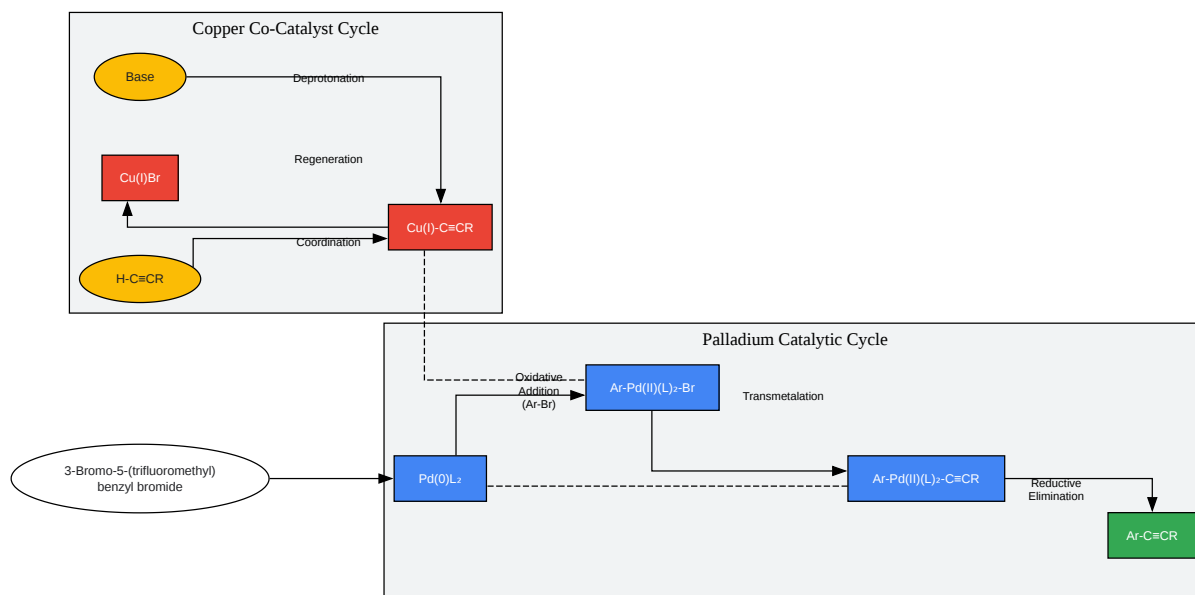 Copper Co-Catalyst Cycle
Base
Deprotonation
Regeneration
Cu(I)Br
Cu(I)-C≡CR
Coordination
H-C≡CR
Palladium Catalytic Cycle
Oxidative
Addition
(Ar-Br)
Ar-Pd(II)(L)₂-Br
Transmetalation
3-Bromo-5-(trifluoromethyl)
benzyl bromide
Pd(0)L₂
Ar-Pd(II)(L)₂-C≡CR
Reductive
Elimination
Ar-C≡CR